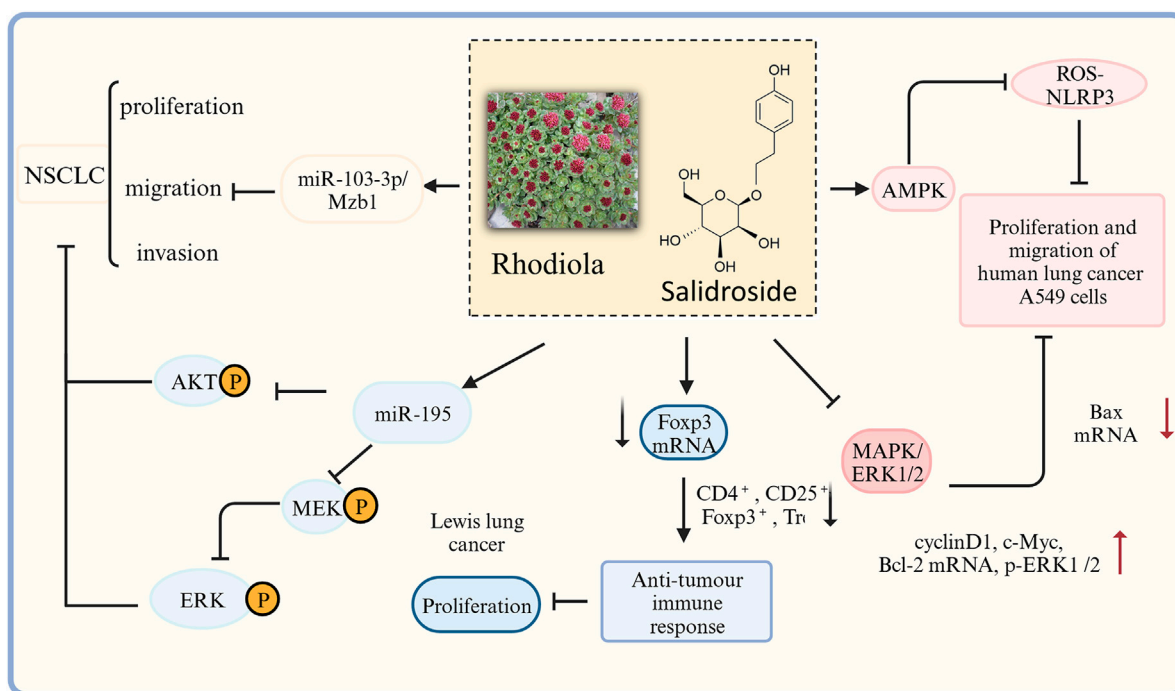 proliferation
NSCLC
migration
invasion
miR-103-3p/
Mzb1
Rhodiola
OH
OH
O
O
HO
HO
OH
OH
Salidroside
AMPK
ROS-
NLRP3
Proliferation and
migration of
human lung cancer
A549 cells
AKT P
miR-195
MEK P
ERK P
Foxp3
mRNA
CD4⁺ , CD25⁺
Foxp3⁺ ,
MAPK/
ERK1/2
Bax
mRNA
cyclinD1, c-Myc,
Bcl-2 mRNA, p-ERK1 /2
Lewis lung
cancer
Proliferation
Anti-tumour
immune
response